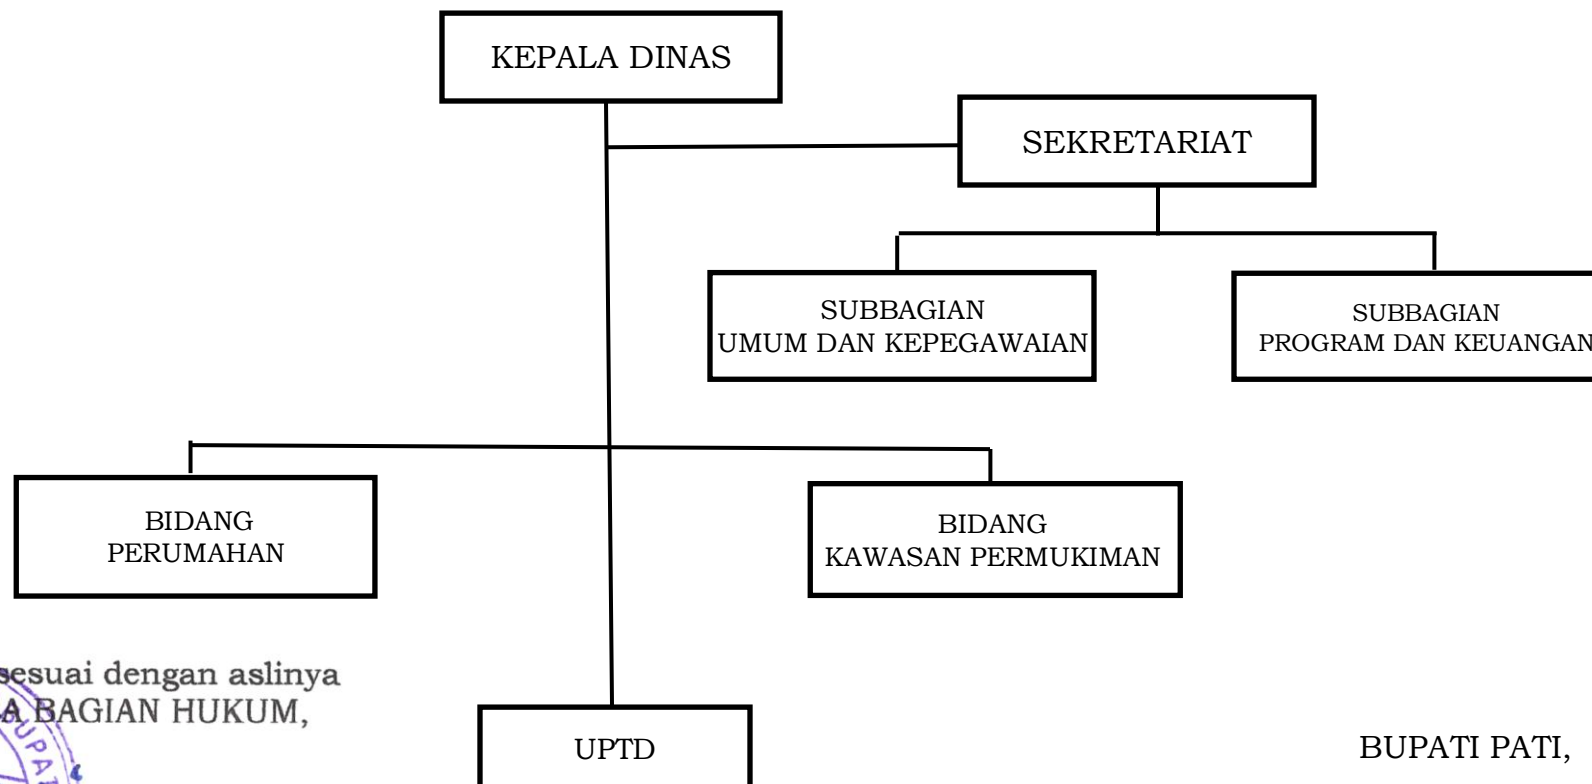 KEPALA DINAS
SEKRETARIAT
SUBBAGIAN
UMUM DAN KEPEGAWAIAN
SUBBAGIAN
PROGRAM DAN KEUANGAN
BIDANG
PERUMAHAN
BIDANG
KAWASAN PERMUKIMAN
sesuai dengan aslinya
A BAGIAN HUKUM,
BUPA
UPTD
BUPATI PATI,